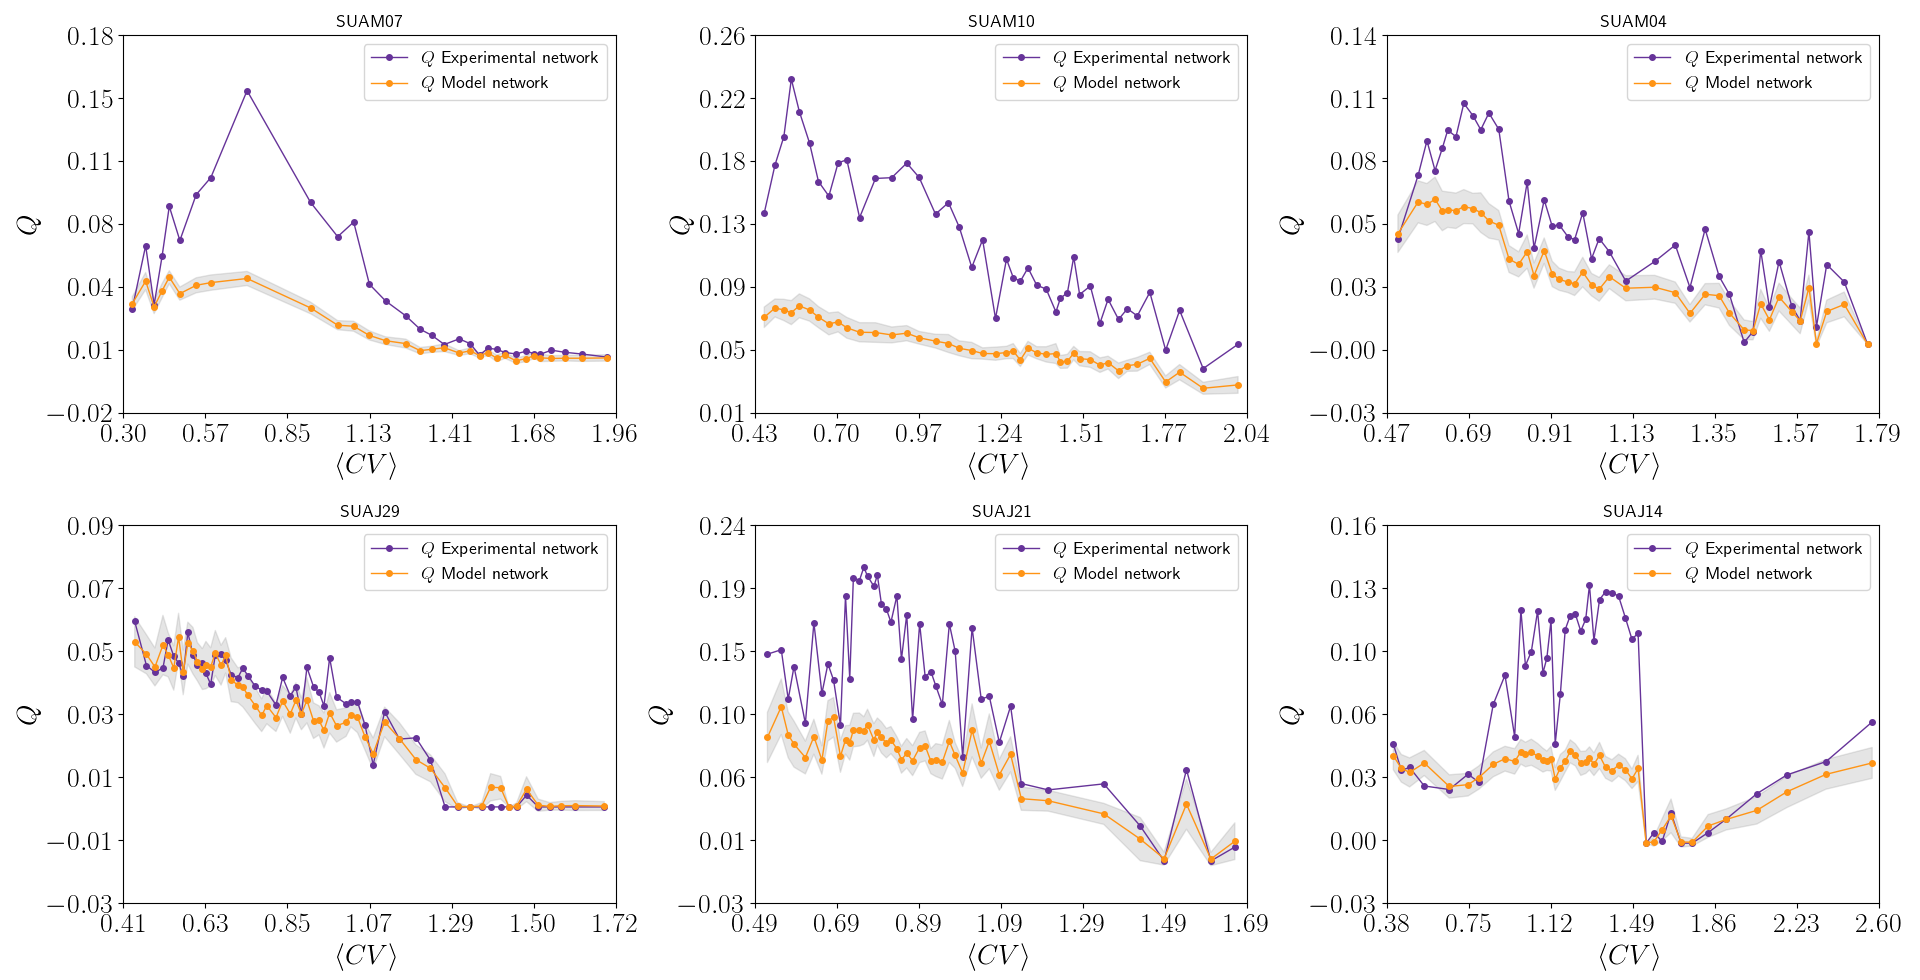 SUAM07
0.18
0.15
0.11
0.08
0.04
0.01
−0.02
Q
Q Experimental network
Q Model network
0.30 0.57 0.85 1.13 1.41 1.68 1.96
⟨CV⟩
SUAM10
0.26
0.22
0.18
0.13
0.09
0.05
0.01
Q
Q Experimental network
Q Model network
0.43 0.70 0.97 1.24 1.51 1.77 2.04
⟨CV⟩
SUAM04
0.14
0.11
0.08
0.05
0.03
−0.00
−0.03
Q
Q Experimental network
Q Model network
0.47 0.69 0.91 1.13 1.35 1.57 1.79
⟨CV⟩
SUAJ29
0.09
0.07
0.05
0.03
0.01
−0.01
−0.03
Q
Q Experimental network
Q Model network
0.41 0.63 0.85 1.07 1.29 1.50 1.72
⟨CV⟩
SUAJ21
0.24
0.19
0.15
0.10
0.06
0.01
−0.03
Q
Q Experimental network
Q Model network
0.49 0.69 0.89 1.09 1.29 1.49 1.69
⟨CV⟩
SUAJ14
0.16
0.13
0.10
0.06
0.03
0.00
−0.03
Q
Q Experimental network
Q Model network
0.38 0.75 1.12 1.49 1.86 2.23 2.60
⟨CV⟩